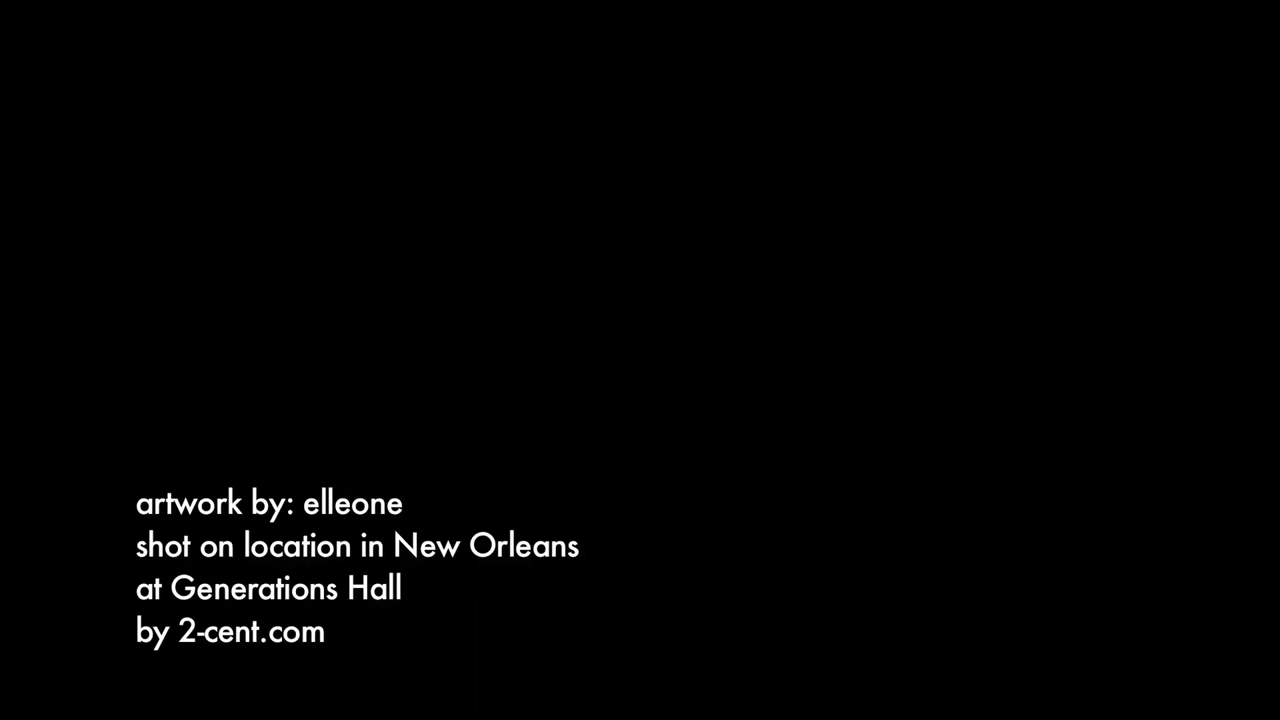 artwork by: elleone
shot on location in New Orleans
at Generations Hall
by 2-cent.com